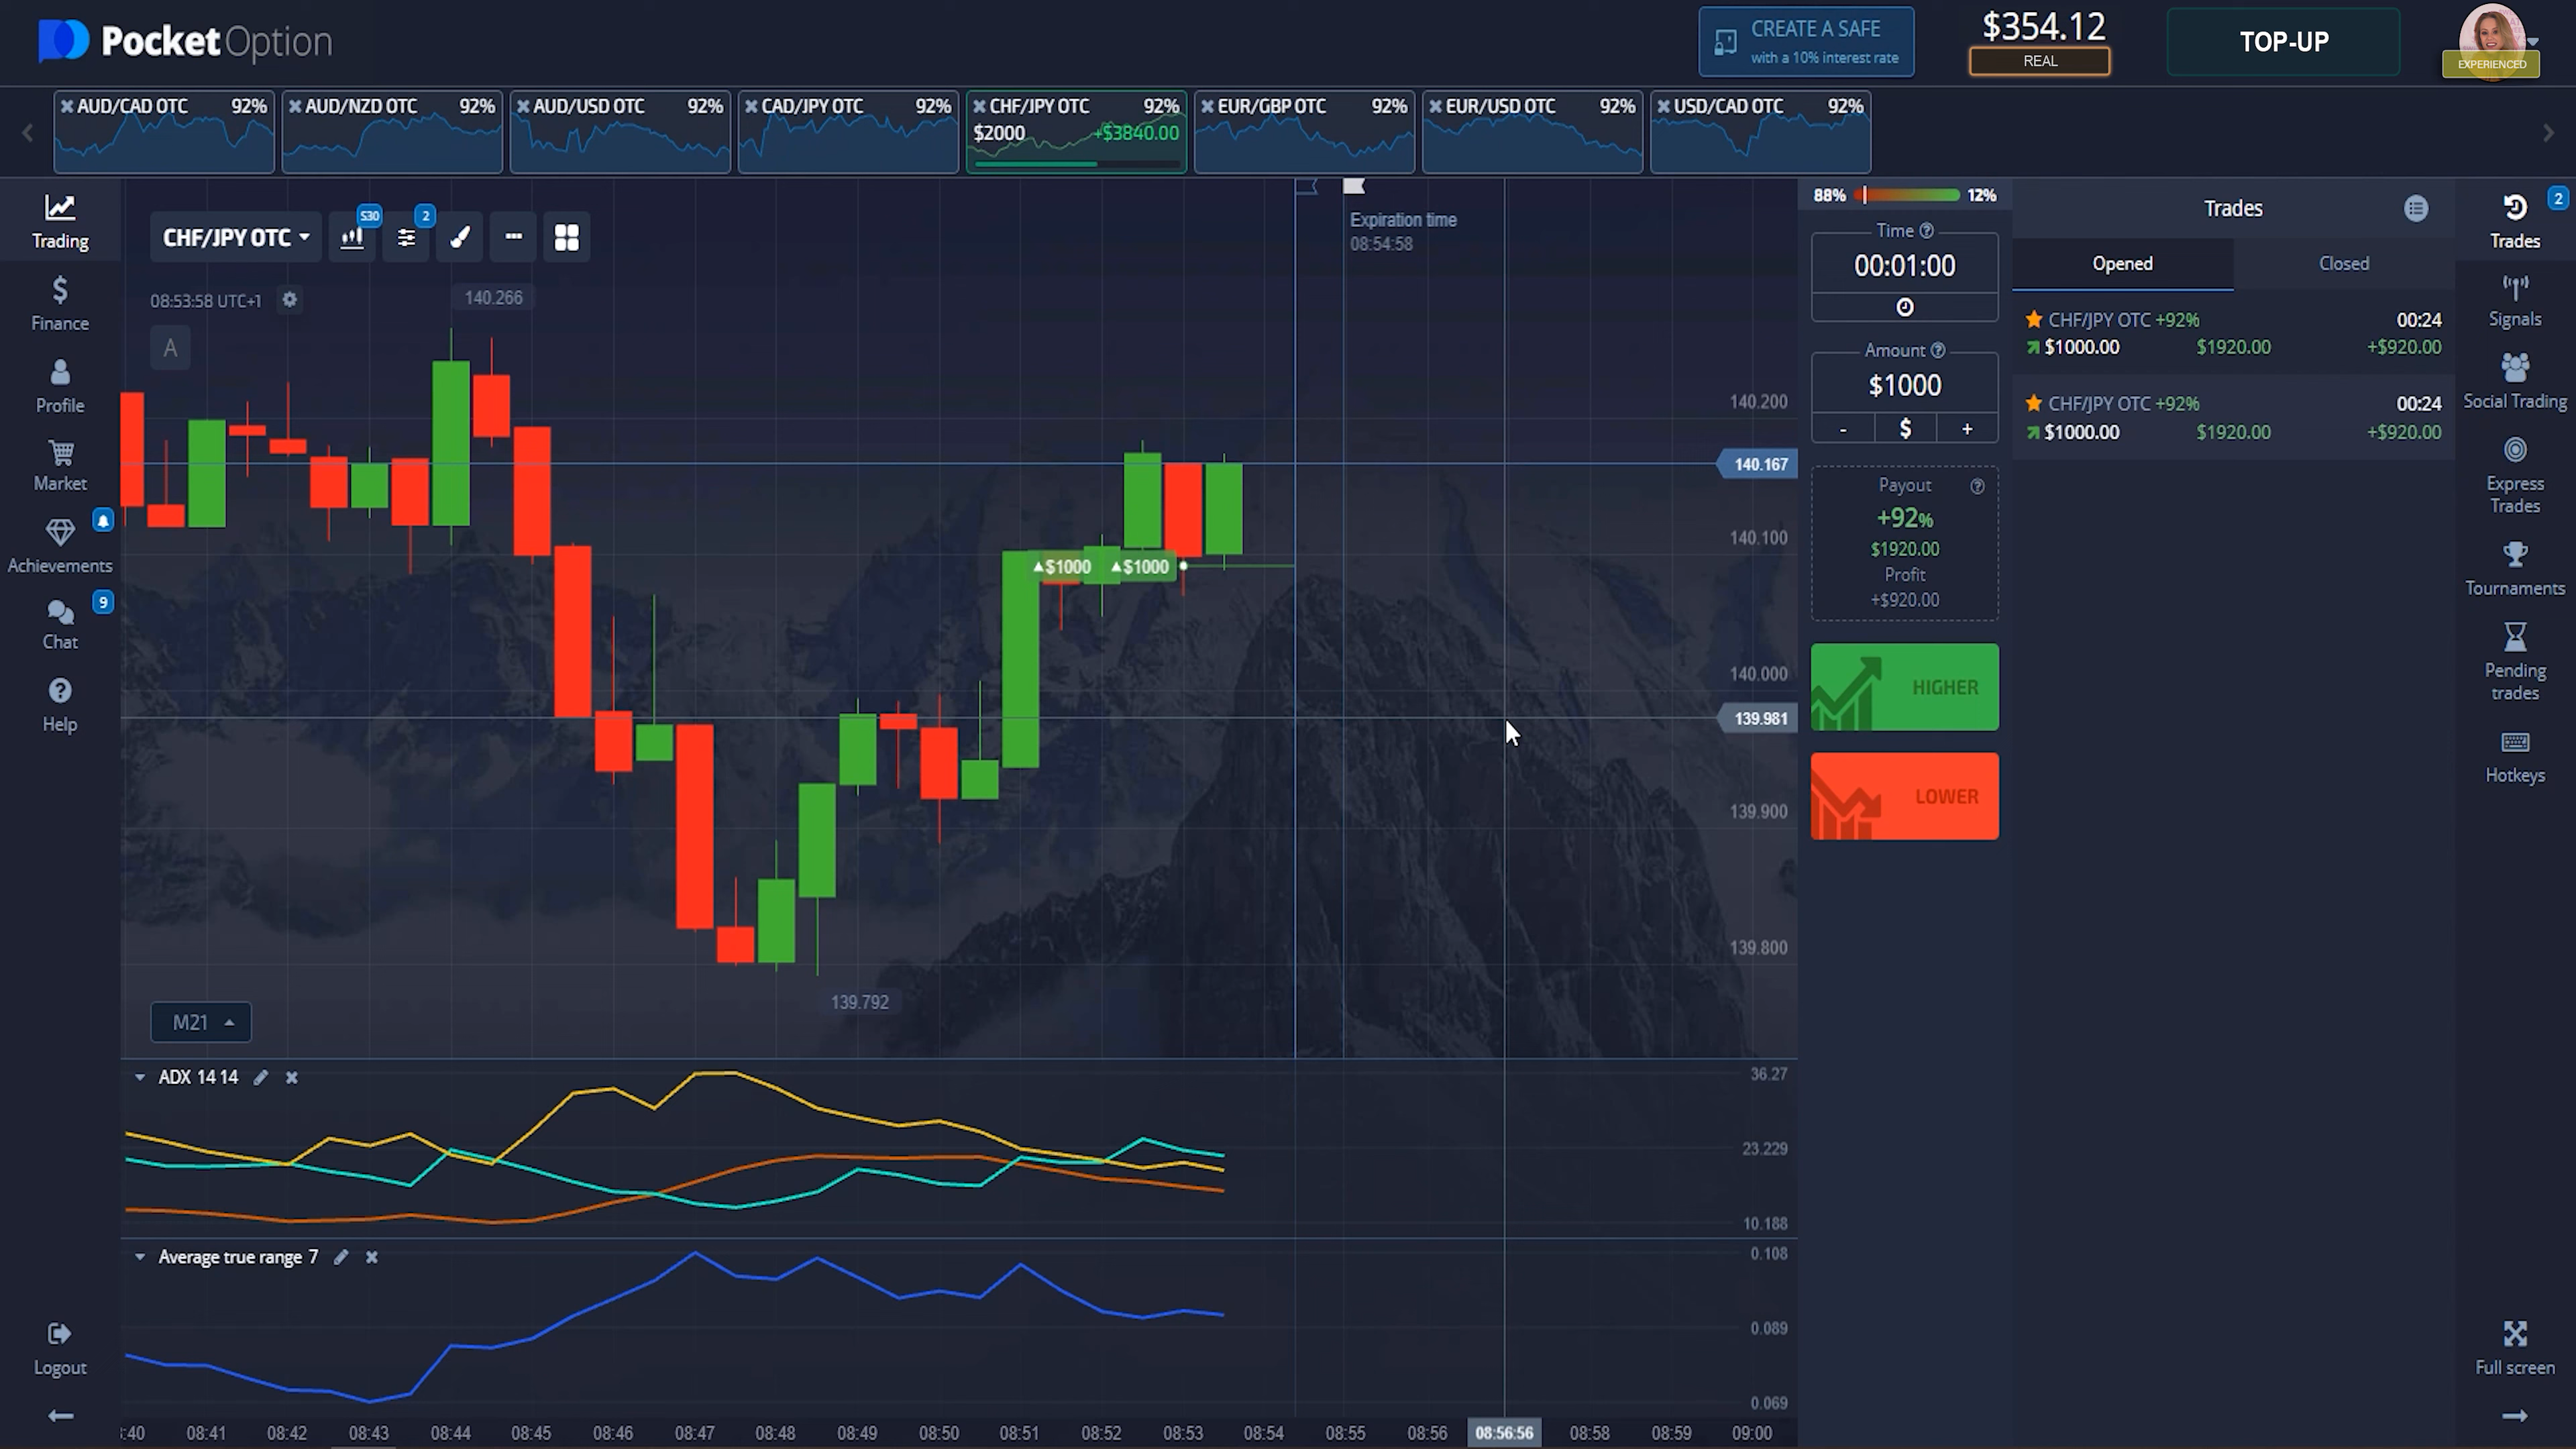 PocketOption
CREATE A SAFE
with a 10% interest rate
$354.12
REAL
TOP-UP
EXPERIENCED
AUD/CAD OTC 92%
AUD/NZD OTC 92%
AUD/USD OTC 92%
CAD/JPY OTC 92%
CHF/JPY OTC 92%
$2000 +$3840.00
EUR/GBP OTC 92%
EUR/USD OTC 92%
USD/CAD OTC 92%
Trading
Finance
Profile
Market
Achievements
9
Chat
Help
Logout
CHF/JPY OTC
S30
2
08:53:58 UTC+1
A
140.266
Expiration time
08:54:58
140.200
140.167
140.100
$1000 $1000
140.000
139.981
139.900
139.800
139.792
M21
ADX 14 14
36.27
23.229
10.188
Average true range 7
0.108
0.089
0.069
:40 08:41 08:42 08:43 08:44 08:45 08:46 08:47 08:48 08:49 08:50 08:51 08:52 08:53 08:54 08:55 08:56 08:56:56 08:58 08:59 09:00
88% 12%
Time
00:01:00
Amount
$1000
- $ +
Payout
+92%
$1920.00
Profit
+$920.00
HIGHER
LOWER
Trades
Opened Closed
CHF/JPY OTC +92% 00:24
$1000.00 $1920.00 +$920.00
CHF/JPY OTC +92% 00:24
$1000.00 $1920.00 +$920.00
2
Trades
Signals
Social Trading
Express
Trades
Tournaments
Pending
trades
Hotkeys
Full screen